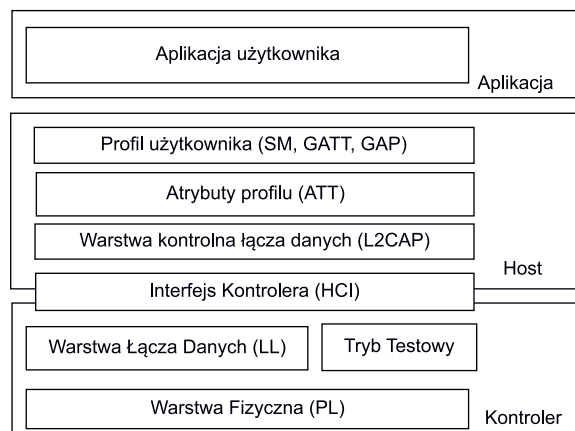 Aplikacja użytkownika
Aplikacja
Profil użytkownika (SM, GATT, GAP)
Atrybuty profilu (ATT)
Warstwa kontrolna łącza danych (L2CAP)
Host
Interfejs Kontrolera (HCI)
Warstwa Łącza Danych (LL)
Tryb Testowy
Warstwa Fizyczna (PL)
Kontroler